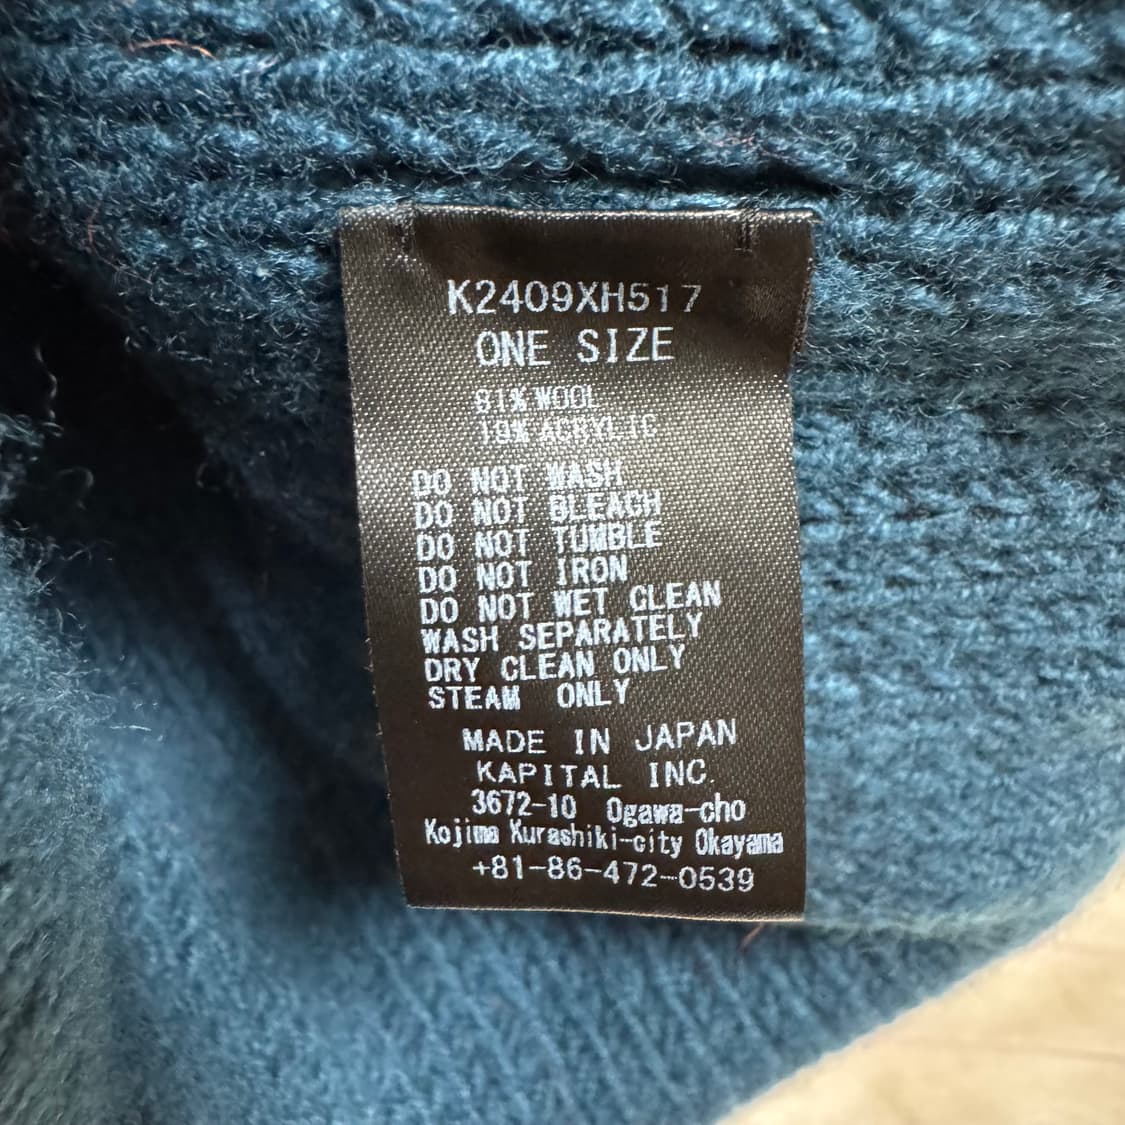 K2409XH517
ONE SIZE
81% WOOL
19% ACRYLIC
DO NOT WASH
DO NOT BLEACH
DO NOT TUMBLE
DO NOT IRON
DO NOT WET CLEAN
WASH SEPARATELY
DRY CLEAN ONLY
STEAM ONLY
MADE IN JAPAN
KAPITAL INC.
3672-10 Ogawa-cho
Kojima Kurashiki-city Okayama
+81-86-472-0539